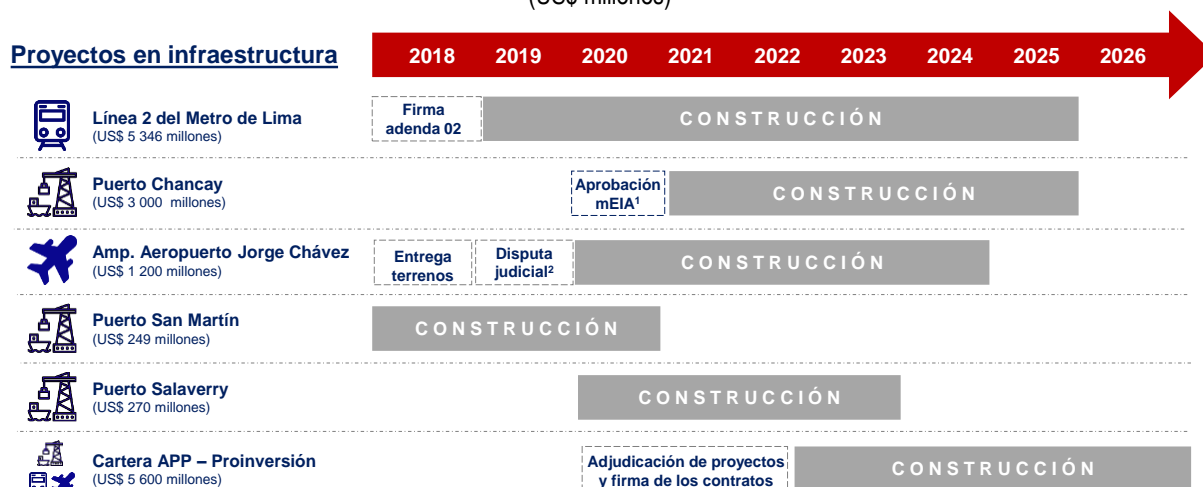 (US$ millones)
Proyectos en infraestructura
2018 2019 2020 2021 2022 2023 2024 2025 2026
Línea 2 del Metro de Lima
(US$ 5 346 millones)
Firma
adenda 02
CONSTRUCCIÓN
Puerto Chancay
(US$ 3 000 millones)
Aprobación
mEIA¹
CONSTRUCCIÓN
Amp. Aeropuerto Jorge Chávez
(US$ 1 200 millones)
Entrega
terrenos
Disputa
judicial²
CONSTRUCCIÓN
Puerto San Martín
(US$ 249 millones)
CONSTRUCCIÓN
Puerto Salaverry
(US$ 270 millones)
CONSTRUCCIÓN
Cartera APP – Proinversión
(US$ 5 600 millones)
Adjudicación de proyectos
y firma de los contratos
CONSTRUCCIÓN